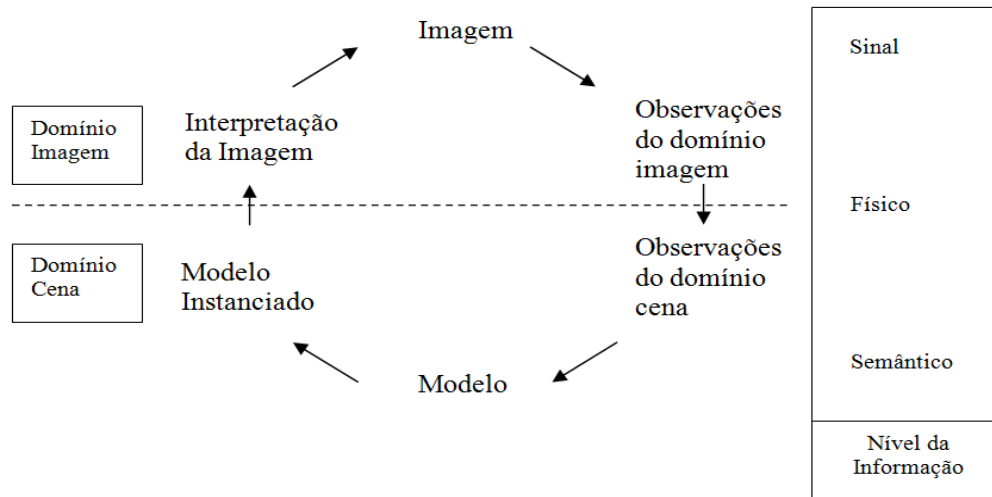 Imagem
Sinal
Domínio
Imagem
Interpretação
da Imagem
Observações
do domínio
imagem
Físico
Domínio
Cena
Modelo
Instanciado
Observações
do domínio
cena
Modelo
Semântico
Nível da
Informação